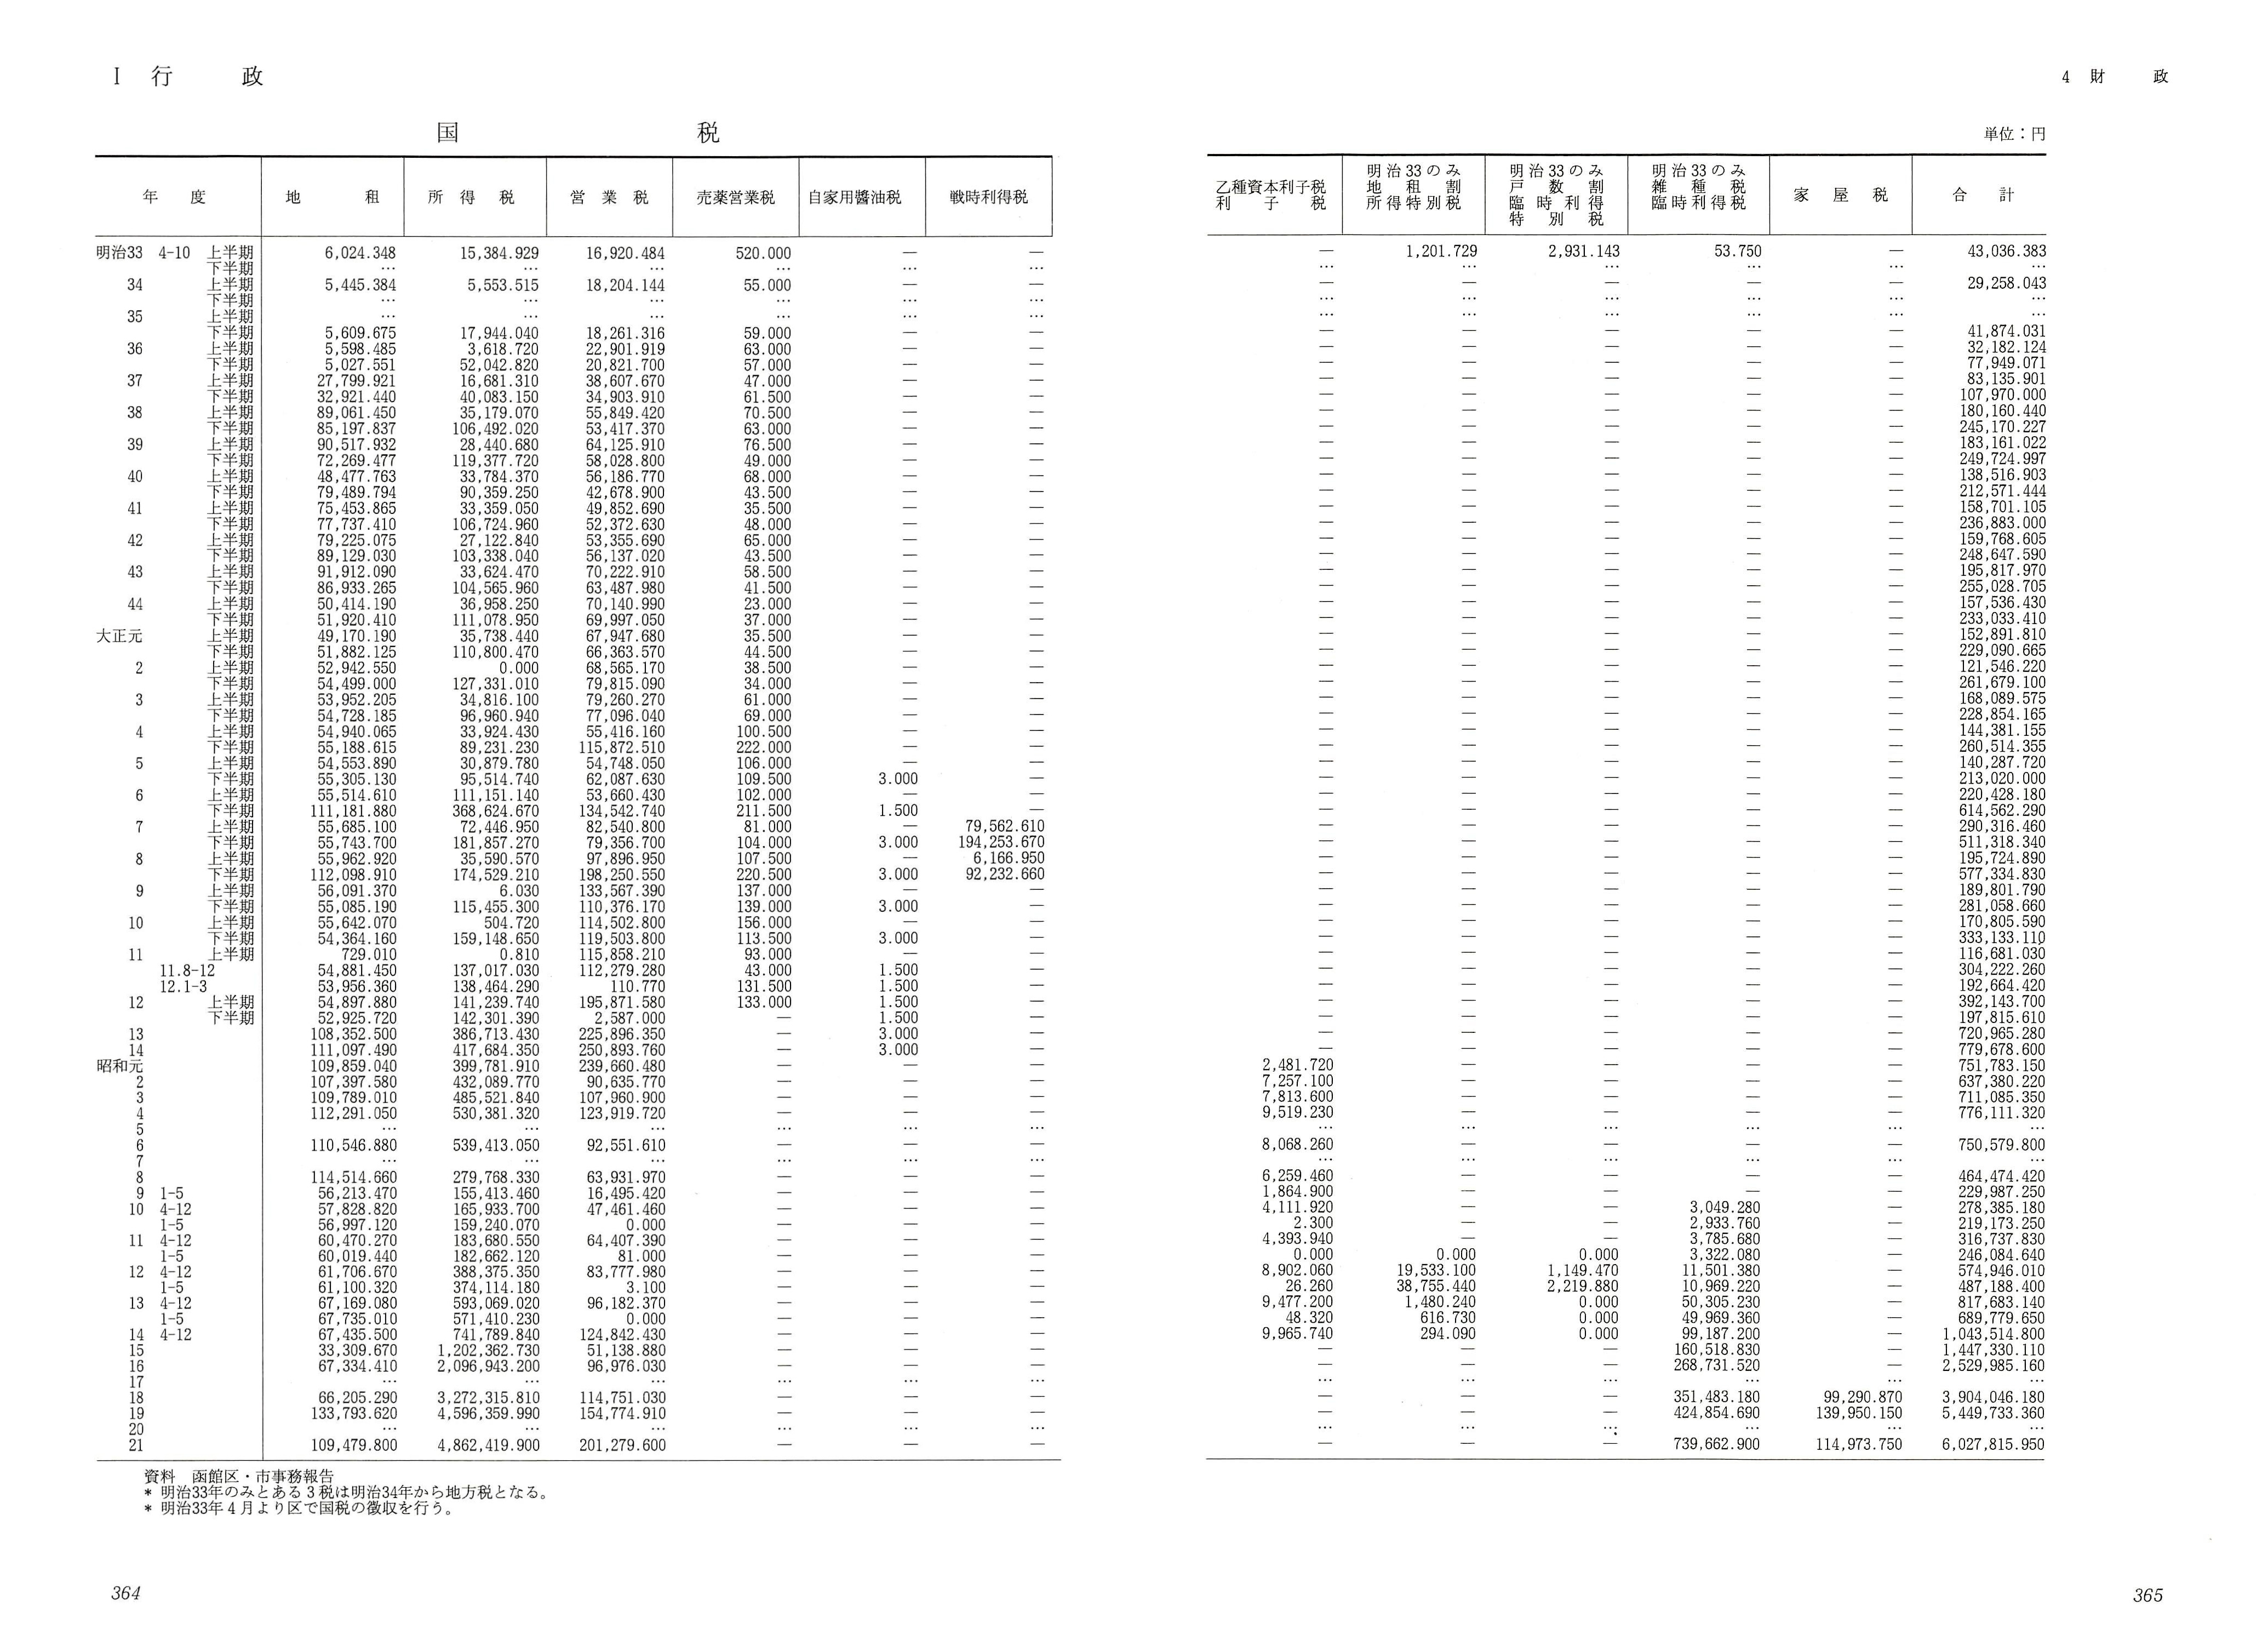 I 行 政
4 財 政
国 税
単位：円
年 度 地 租 所 得 税 営 業 税 売薬営業税 自家用醬油税 戦時利得税 乙種資本利子税 利子税 明治33のみ 地租割 所得特別税 明治33のみ 戸数割 臨時利得特別税 明治33のみ 雑種税 臨時利得税 家 屋 税 合 計
明治33 4-10 上半期 6,024.348 15,384.929 16,920.484 520.000 — — — 1,201.729 2,931.143 53.750 — 43,036.383
下半期 … … … … … … … … … … … …
34 上半期 5,445.384 5,553.515 18,204.144 55.000 — — — — — — — 29,258.043
下半期 … … … … … … … … … … … …
35 上半期 … … … … … … … … … … … …
下半期 5,609.675 17,944.040 18,261.316 59.000 — — — — — — — 41,874.031
36 上半期 5,598.485 3,618.720 22,901.919 63.000 — — — — — — — 32,182.124
下半期 5,027.551 52,042.820 20,821.700 57.000 — — — — — — — 77,949.071
37 上半期 27,799.921 16,681.310 38,607.670 47.000 — — — — — — — 83,135.901
下半期 32,921.440 40,083.150 34,903.910 61.500 — — — — — — — 107,970.000
38 上半期 89,061.450 35,179.070 55,849.420 70.500 — — — — — — — 180,160.440
下半期 85,197.837 106,492.020 53,417.370 63.000 — — — — — — — 245,170.227
39 上半期 90,517.932 28,440.680 64,125.910 76.500 — — — — — — — 183,161.022
下半期 72,269.477 119,377.720 58,028.800 49.000 — — — — — — — 249,724.997
40 上半期 48,477.763 33,784.370 56,186.770 68.000 — — — — — — — 138,516.903
下半期 79,489.794 90,359.250 42,678.900 43.500 — — — — — — — 212,571.444
41 上半期 75,453.865 33,359.050 49,852.690 35.500 — — — — — — — 158,701.105
下半期 77,737.410 106,724.960 52,372.630 48.000 — — — — — — — 236,883.000
42 上半期 79,225.075 27,122.840 53,355.690 65.000 — — — — — — — 159,768.605
下半期 89,129.030 103,338.040 56,137.020 43.500 — — — — — — — 248,647.590
43 上半期 91,912.090 33,624.470 70,222.910 58.500 — — — — — — — 195,817.970
下半期 86,933.265 104,565.960 63,487.980 41.500 — — — — — — — 255,028.705
44 上半期 50,414.190 36,958.250 70,140.990 23.000 — — — — — — — 157,536.430
下半期 51,920.410 111,078.950 69,997.050 37.000 — — — — — — — 233,033.410
大正元 上半期 49,170.190 35,738.440 67,947.680 35.500 — — — — — — — 152,891.810
下半期 51,882.125 110,800.470 66,363.570 44.500 — — — — — — — 229,090.665
2 上半期 52,942.550 0.000 68,565.170 38.500 — — — — — — — 121,546.220
下半期 54,499.000 127,331.010 79,815.090 34.000 — — — — — — — 261,679.100
3 上半期 53,952.205 34,816.100 79,260.270 61.000 — — — — — — — 168,089.575
下半期 54,728.185 96,960.940 77,096.040 69.000 — — — — — — — 228,854.165
4 上半期 54,940.065 33,924.430 55,416.160 100.500 — — — — — — — 144,381.155
下半期 55,188.615 89,231.230 115,872.510 222.000 — — — — — — — 260,514.355
5 上半期 54,553.890 30,879.780 54,748.050 106.000 — — — — — — — 140,287.720
下半期 55,305.130 95,514.740 62,087.630 109.500 3.000 — — — — — — 213,020.000
6 上半期 55,514.610 111,151.140 53,660.430 102.000 — — — — — — — 220,428.180
下半期 111,181.880 368,624.670 134,542.740 211.500 1.500 — — — — — — 614,562.290
7 上半期 55,685.100 72,446.950 82,540.800 81.000 — 79,562.610 — — — — — 290,316.460
下半期 55,743.700 181,857.270 79,356.700 104.000 3.000 194,253.670 — — — — — 511,318.340
8 上半期 55,962.920 35,590.570 97,896.950 107.500 — 6,166.950 — — — — — 195,724.890
下半期 112,098.910 174,529.210 198,250.550 220.500 3.000 92,232.660 — — — — — 577,334.830
9 上半期 56,091.370 6.030 133,567.390 137.000 — — — — — — — 189,801.790
下半期 55,085.190 115,455.300 110,376.170 139.000 3.000 — — — — — — 281,058.660
10 上半期 55,642.070 504.720 114,502.800 156.000 — — — — — — — 170,805.590
下半期 54,364.160 159,148.650 119,503.800 113.500 3.000 — — — — — — 333,133.110
11 上半期 729.010 0.810 115,858.210 93.000 — — — — — — — 116,681.030
11.8-12 54,881.450 137,017.030 112,279.280 43.000 1.500 — — — — — — 304,222.260
12.1-3 53,956.360 138,464.290 110.770 131.500 1.500 — — — — — — 192,664.420
12 上半期 54,897.880 141,239.740 195,871.580 133.000 1.500 — — — — — — 392,143.700
下半期 52,925.720 142,301.390 2,587.000 — 1.500 — — — — — — 197,815.610
13 108,352.500 386,713.430 225,896.350 — 3.000 — — — — — — 720,965.280
14 111,097.490 417,684.350 250,893.760 — 3.000 — — — — — — 779,678.600
昭和元 109,859.040 399,781.910 239,660.480 — — — 2,481.720 — — — — 751,783.150
2 107,397.580 432,089.770 90,635.770 — — — 7,257.100 — — — — 637,380.220
3 109,789.010 485,521.840 107,960.900 — — — 7,813.600 — — — — 711,085.350
4 112,291.050 530,381.320 123,919.720 — — — 9,519.230 — — — — 776,111.320
5 … … … … … … … … … … … …
6 110,546.880 539,413.050 92,551.610 — — — 8,068.260 — — — — 750,579.800
7 … … … … … … … … … … … …
8 114,514.660 279,768.330 63,931.970 — — — 6,259.460 — — — — 464,474.420
9 1-5 56,213.470 155,413.460 16,495.420 — — — 1,864.900 — — — — 229,987.250
10 4-12 57,828.820 165,933.700 47,461.460 — — — 4,111.920 — — 3,049.280 — 278,385.180
1-5 56,997.120 159,240.070 0.000 — — — 2.300 — — 2,933.760 — 219,173.250
11 4-12 60,470.270 183,680.550 64,407.390 — — — 4,393.940 — — 3,785.680 — 316,737.830
1-5 60,019.440 182,662.120 81.000 — — — 0.000 0.000 0.000 3,322.080 — 246,084.640
12 4-12 61,706.670 388,375.350 83,777.980 — — — 8,902.060 19,533.100 1,149.470 11,501.380 — 574,946.010
1-5 61,100.320 374,114.180 3.100 — — — 26.260 38,755.440 2,219.880 10,969.220 — 487,188.400
13 4-12 67,169.080 593,069.020 96,182.370 — — — 9,477.200 1,480.240 0.000 50,305.230 — 817,683.140
1-5 67,735.010 571,410.230 0.000 — — — 48.320 616.730 0.000 49,969.360 — 689,779.650
14 4-12 67,435.500 741,789.840 124,842.430 — — — 9,965.740 294.090 0.000 99,187.200 — 1,043,514.800
15 33,309.670 1,202,362.730 51,138.880 — — — — — — 160,518.830 — 1,447,330.110
16 67,334.410 2,096,943.200 96,976.030 — — — — — — 268,731.520 — 2,529,985.160
17 … … … … … … … … … … … …
18 66,205.290 3,272,315.810 114,751.030 — — — — — — 351,483.180 99,290.870 3,904,046.180
19 133,793.620 4,596,359.990 154,774.910 — — — — — — 424,854.690 139,950.150 5,449,733.360
20 … … … … … … … … … … … …
21 109,479.800 4,862,419.900 201,279.600 — — — — — — 739,662.900 114,973.750 6,027,815.950
資料 函館区・市事務報告
* 明治33年のみとある3税は明治34年から地方税となる。
* 明治33年4月より区で国税の徴収を行う。
364
365